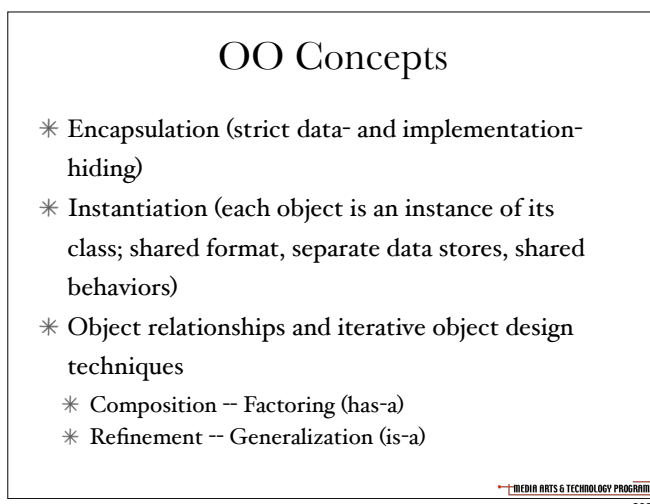 OO Concepts
✳ Encapsulation (strict data- and implementation-
hiding)
✳ Instantiation (each object is an instance of its
class; shared format, separate data stores, shared
behaviors)
✳ Object relationships and iterative object design
techniques
✳ Composition -- Factoring (has-a)
✳ Refinement -- Generalization (is-a)
MEDIA ARTS & TECHNOLOGY PROGRAM